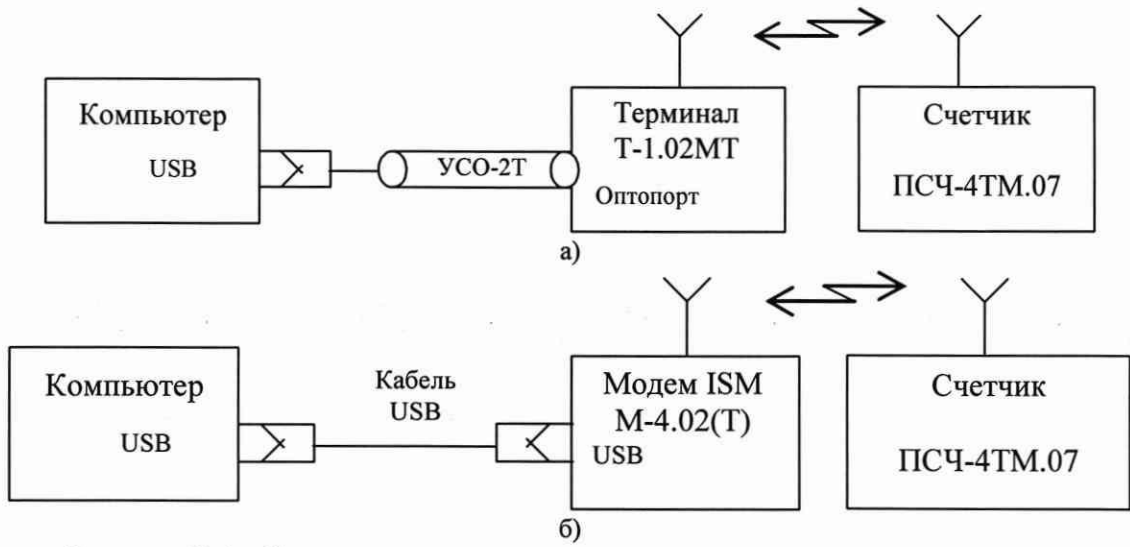 Компьютер
USB
УСО-2Т
Терминал
Т-1.02МТ
Оптопорт
Счетчик
ПСЧ-4ТМ.07
а)
Компьютер
USB
Кабель
USB
Модем ISM
М-4.02(Т)
USB
Счетчик
ПСЧ-4ТМ.07
б)